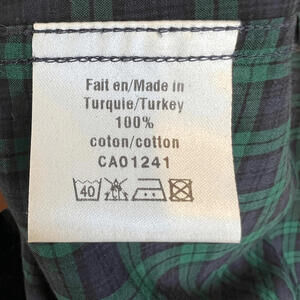 Fait en/Made in
Turquie/Turkey
100%
coton/cotton
CA01241
40